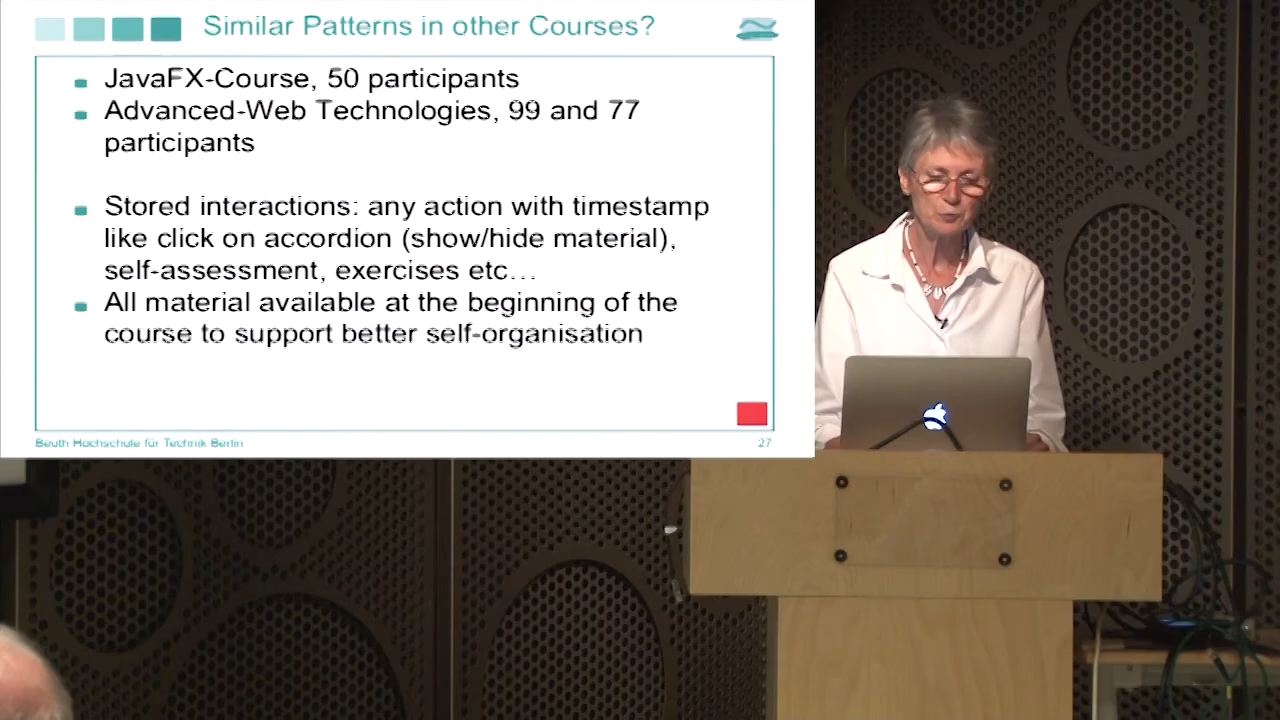 Similar Patterns in other Courses?
JavaFX-Course, 50 participants
Advanced-Web Technologies, 99 and 77
participants
Stored interactions: any action with timestamp
like click on accordion (show/hide material),
self-assessment, exercises etc…
All material available at the beginning of the
course to support better self-organisation
Beuth Hochschule für Technik Berlin
27